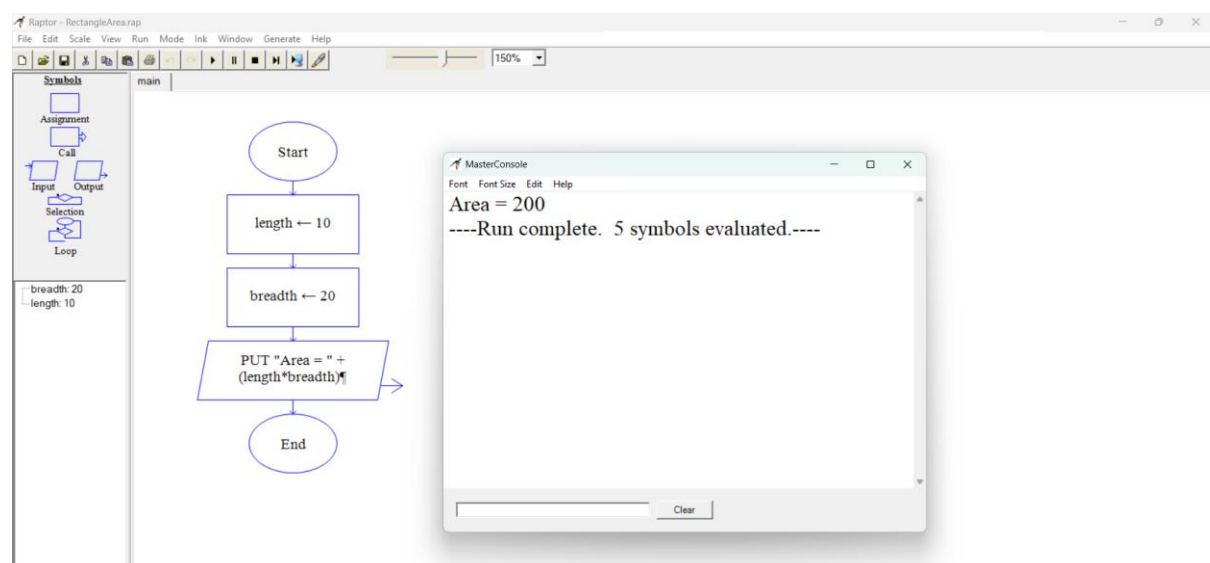 Raptor - RectangleArea.rap
File Edit Scale View Run Mode Ink Window Generate Help
150%
Symbols
Assignment
Call
Input Output
Selection
Loop
breadth: 20
length: 10
main
Start
length ← 10
breadth ← 20
PUT "Area = " +
(length*breadth)¶
End
MasterConsole
Font Font Size Edit Help
Area = 200
----Run complete.  5 symbols evaluated.----
Clear